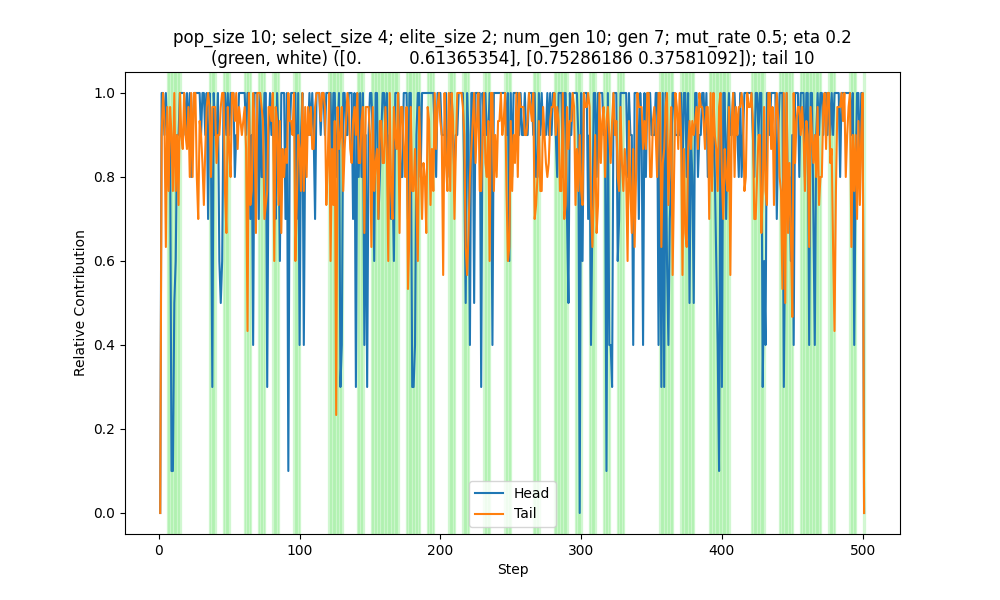 pop_size 10; select_size 4; elite_size 2; num_gen 10; gen 7; mut_rate 0.5; eta 0.2
(green, white) ([0.          0.61365354], [0.75286186 0.37581092]); tail 10
1.0
0.8
0.6
0.4
0.2
0.0
Relative Contribution
Head
Tail
0
100
200
300
400
500
Step